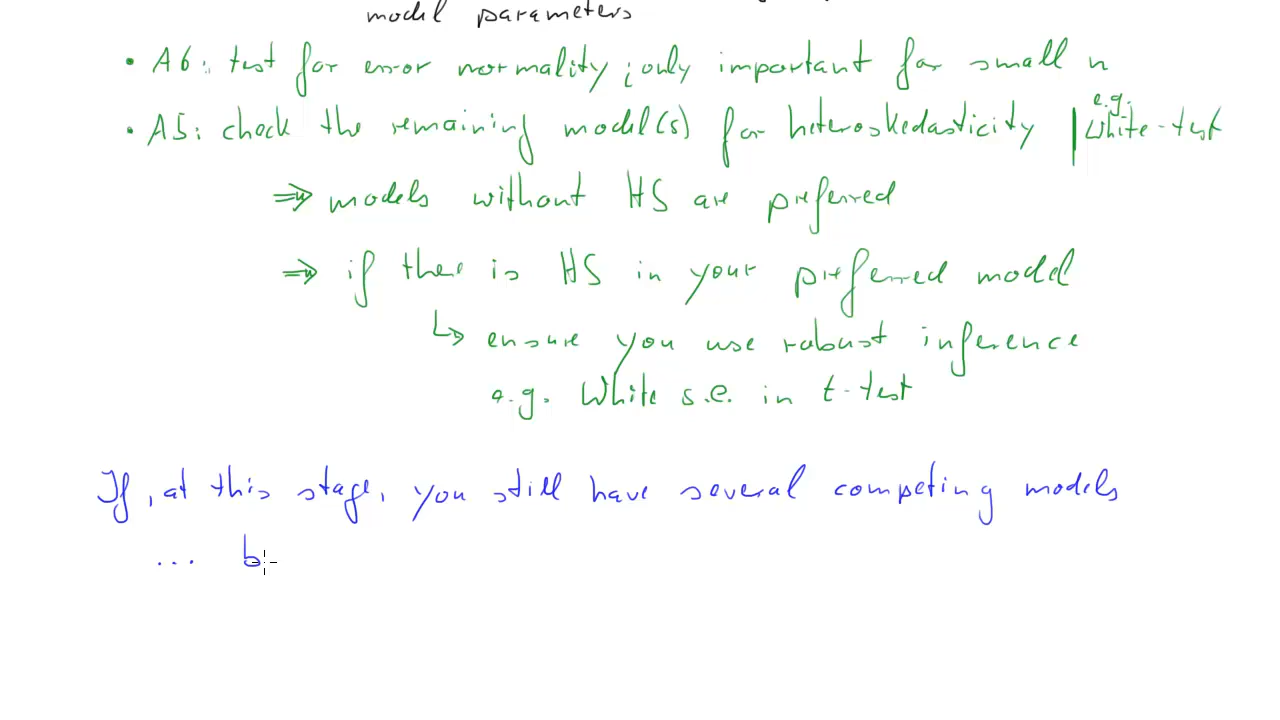 model parameters
• A6: test for error normality; only important for small n
e.g.
• A5: check the remaining model(s) for heteroskedasticity | White-test
⇒ models without HS are preferred
⇒ if there is HS in your preferred model
↳ ensure you use robust inference
e.g. White s.e. in t-test
If, at this stage, you still have several competing models
... b